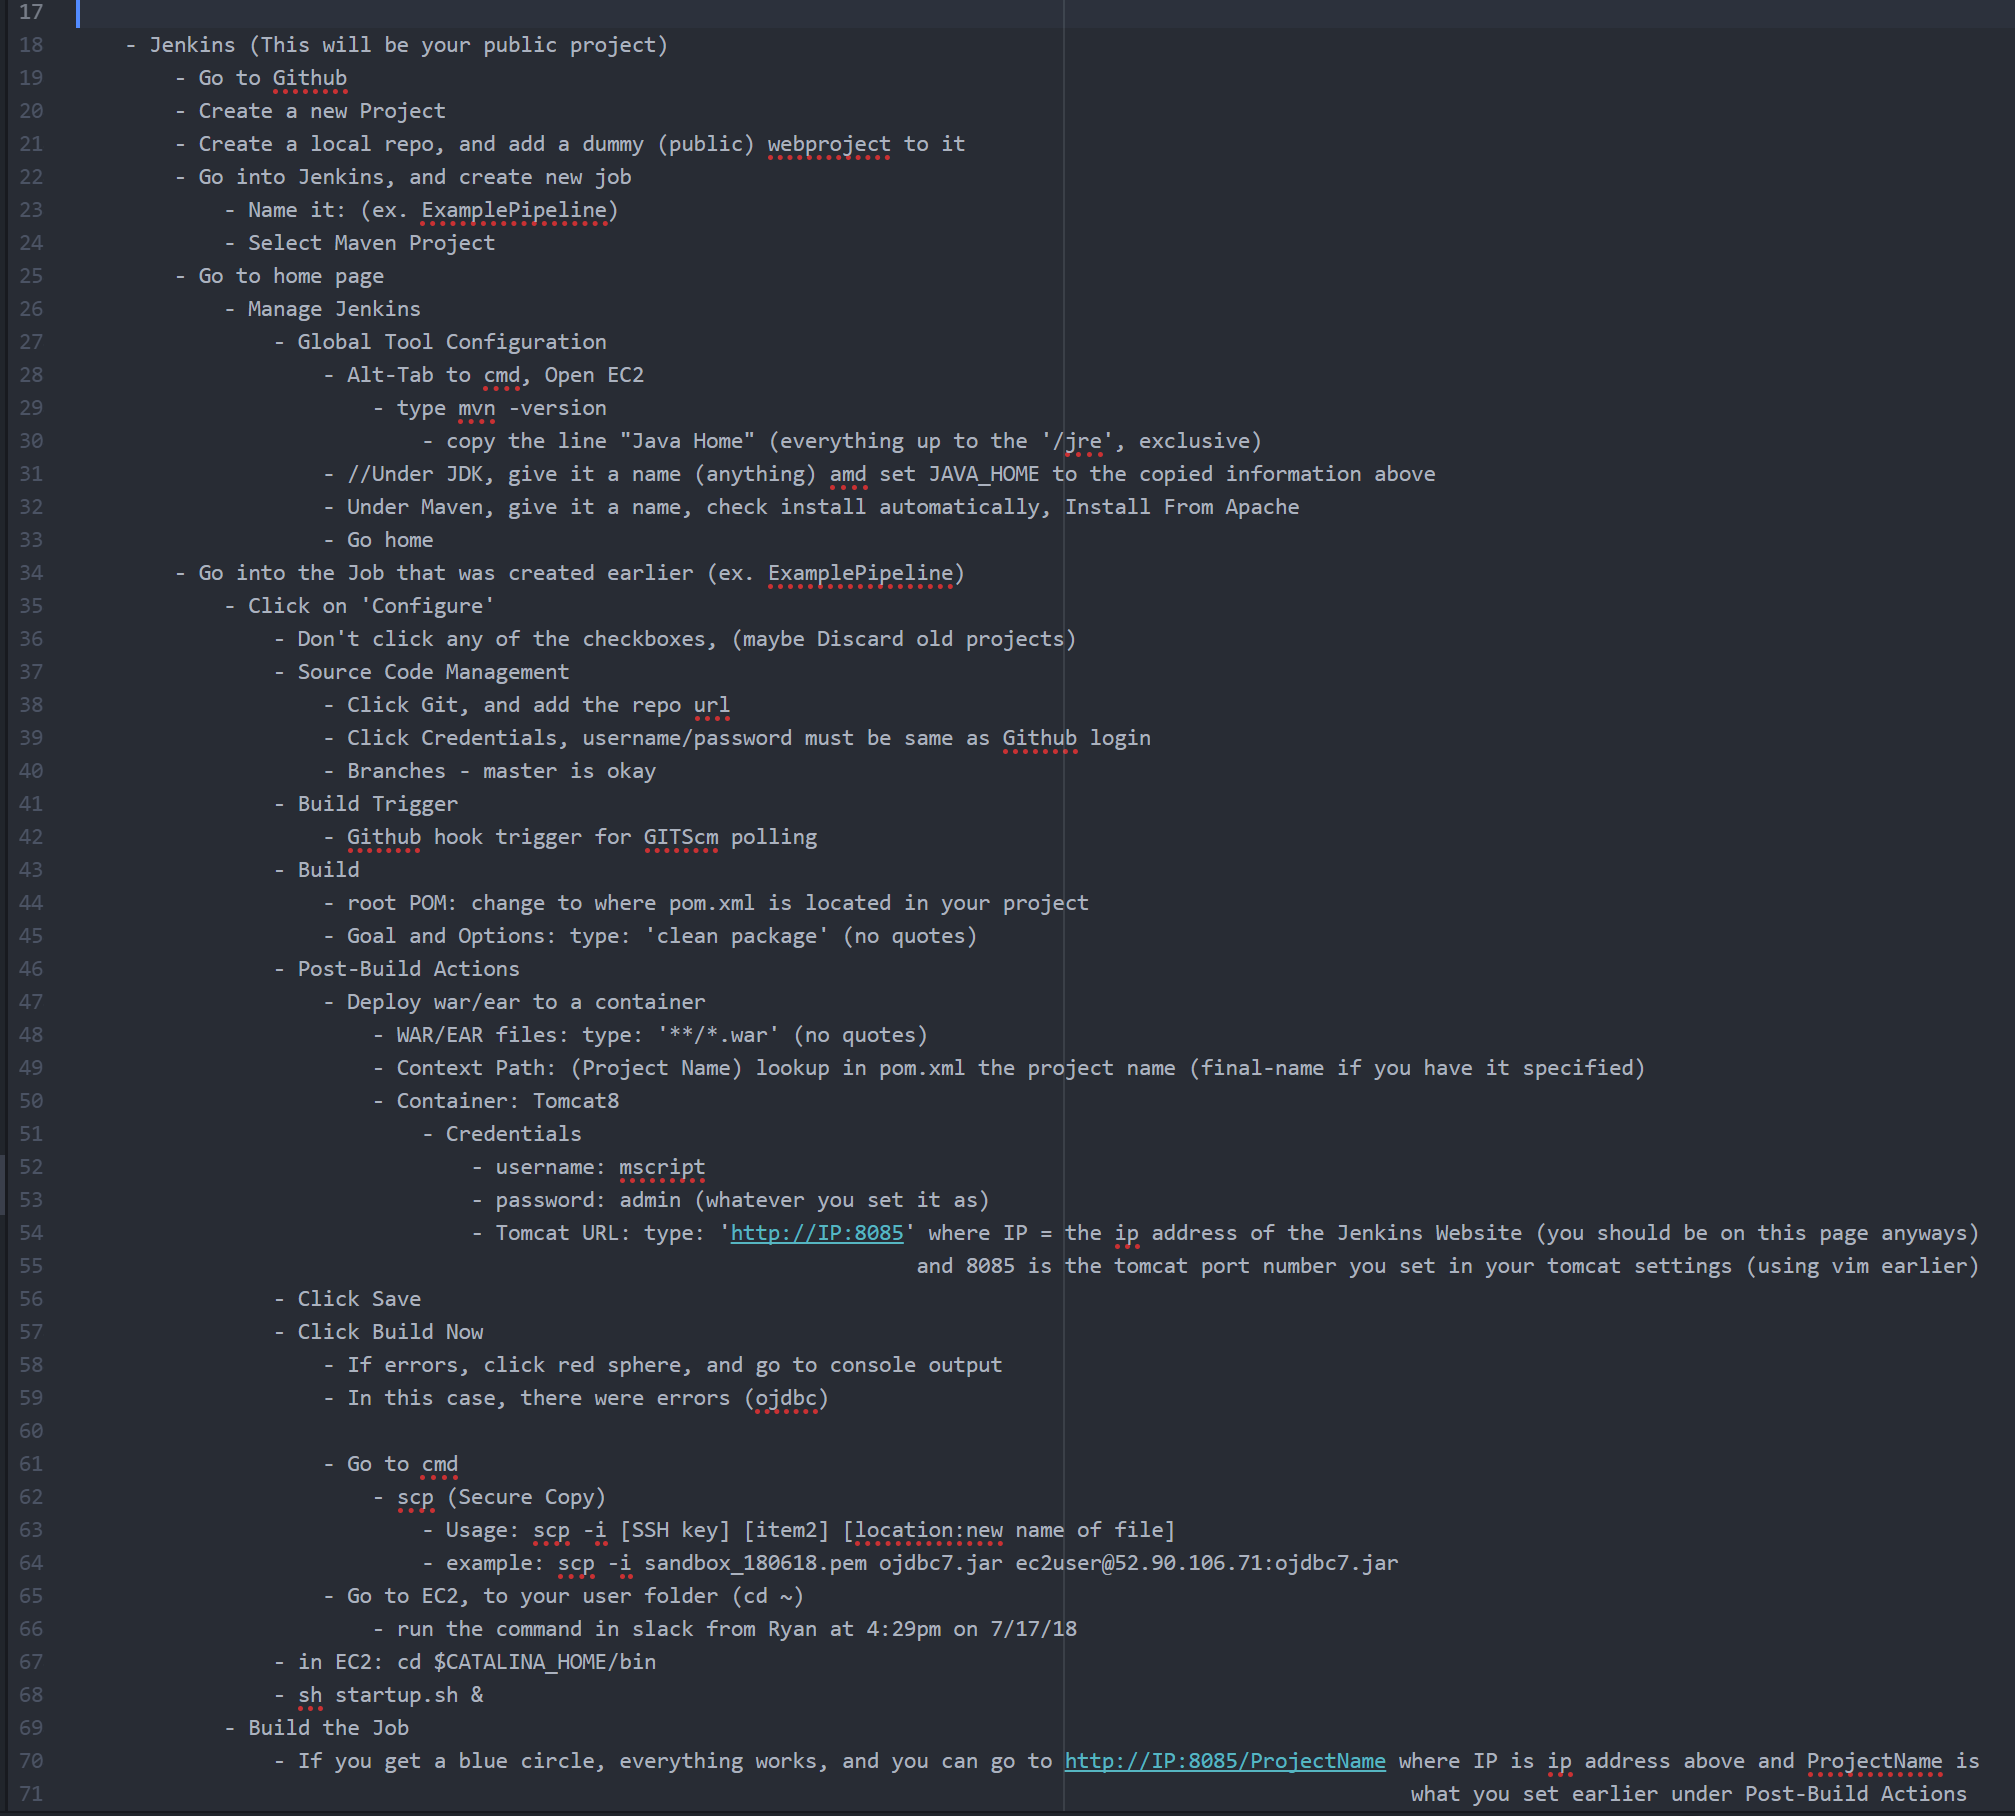 17
18 - Jenkins (This will be your public project)
19 - Go to Github
20 - Create a new Project
21 - Create a local repo, and add a dummy (public) webproject to it
22 - Go into Jenkins, and create new job
23 - Name it: (ex. ExamplePipeline)
24 - Select Maven Project
25 - Go to home page
26 - Manage Jenkins
27 - Global Tool Configuration
28 - Alt-Tab to cmd, Open EC2
29 - type mvn -version
30 - copy the line "Java Home" (everything up to the '/jre', exclusive)
31 - //Under JDK, give it a name (anything) amd set JAVA_HOME to the copied information above
32 - Under Maven, give it a name, check install automatically, Install From Apache
33 - Go home
34 - Go into the Job that was created earlier (ex. ExamplePipeline)
35 - Click on 'Configure'
36 - Don't click any of the checkboxes, (maybe Discard old projects)
37 - Source Code Management
38 - Click Git, and add the repo url
39 - Click Credentials, username/password must be same as Github login
40 - Branches - master is okay
41 - Build Trigger
42 - Github hook trigger for GITScm polling
43 - Build
44 - root POM: change to where pom.xml is located in your project
45 - Goal and Options: type: 'clean package' (no quotes)
46 - Post-Build Actions
47 - Deploy war/ear to a container
48 - WAR/EAR files: type: '**/*.war' (no quotes)
49 - Context Path: (Project Name) lookup in pom.xml the project name (final-name if you have it specified)
50 - Container: Tomcat8
51 - Credentials
52 - username: mscript
53 - password: admin (whatever you set it as)
54 - Tomcat URL: type: 'http://IP:8085' where IP = the ip address of the Jenkins Website (you should be on this page anyways)
55 and 8085 is the tomcat port number you set in your tomcat settings (using vim earlier)
56 - Click Save
57 - Click Build Now
58 - If errors, click red sphere, and go to console output
59 - In this case, there were errors (ojdbc)
60
61 - Go to cmd
62 - scp (Secure Copy)
63 - Usage: scp -i [SSH key] [item2] [location:new name of file]
64 - example: scp -i sandbox_180618.pem ojdbc7.jar ec2user@52.90.106.71:ojdbc7.jar
65 - Go to EC2, to your user folder (cd ~)
66 - run the command in slack from Ryan at 4:29pm on 7/17/18
67 - in EC2: cd $CATALINA_HOME/bin
68 - sh startup.sh &
69 - Build the Job
70 - If you get a blue circle, everything works, and you can go to http://IP:8085/ProjectName where IP is ip address above and ProjectName is
71 what you set earlier under Post-Build Actions